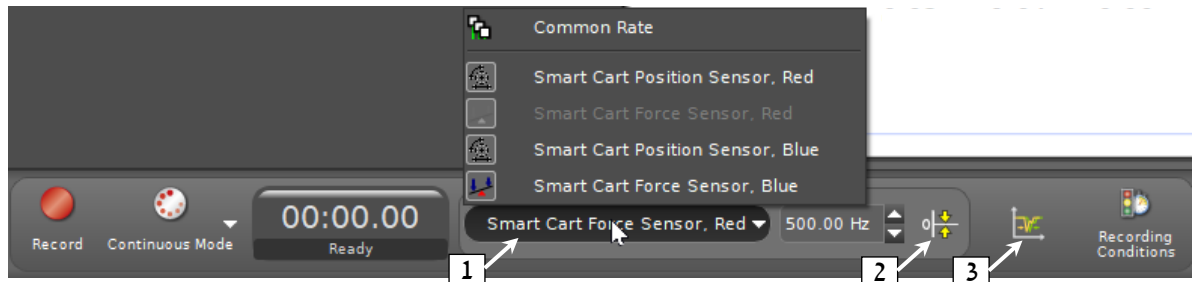 Common Rate
Smart Cart Position Sensor, Red
Smart Cart Force Sensor, Red
Smart Cart Position Sensor, Blue
Smart Cart Force Sensor, Blue
Record
Continuous Mode
00:00.00
Ready
Smart Cart Force Sensor, Red
500.00 Hz
0
Recording
Conditions
1
2
3